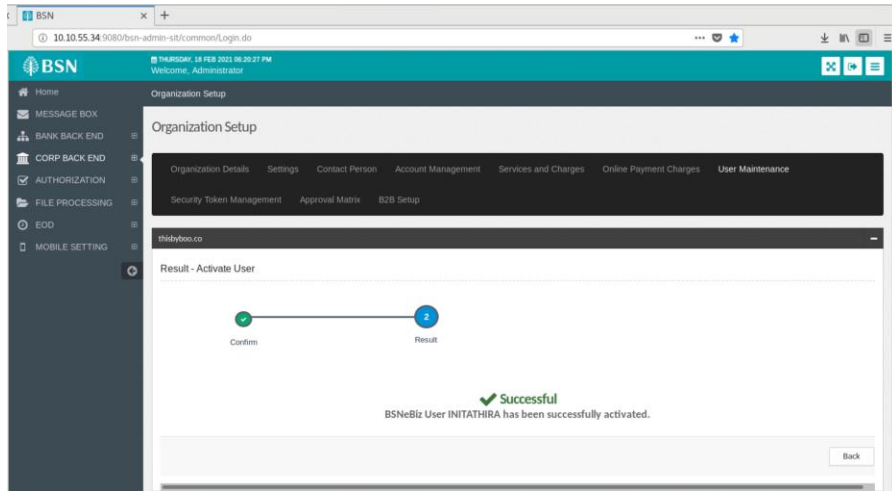 BSN
10.10.55.34:9080/bsn-admin-sit/common/Login.do
BSN
THURSDAY, 18 FEB 2021 06:20:27 PM
Welcome, Administrator
Home
Organization Setup
MESSAGE BOX
BANK BACK END
CORP BACK END
AUTHORIZATION
FILE PROCESSING
EOD
MOBILE SETTING
Organization Setup
Organization Details Settings Contact Person Account Management Services and Charges Online Payment Charges User Maintenance
Security Token Management Approval Matrix B2B Setup
thisbyboo.co
Result - Activate User
2
Confirm Result
Successful
BSNeBiz User INITATHIRA has been successfully activated.
Back